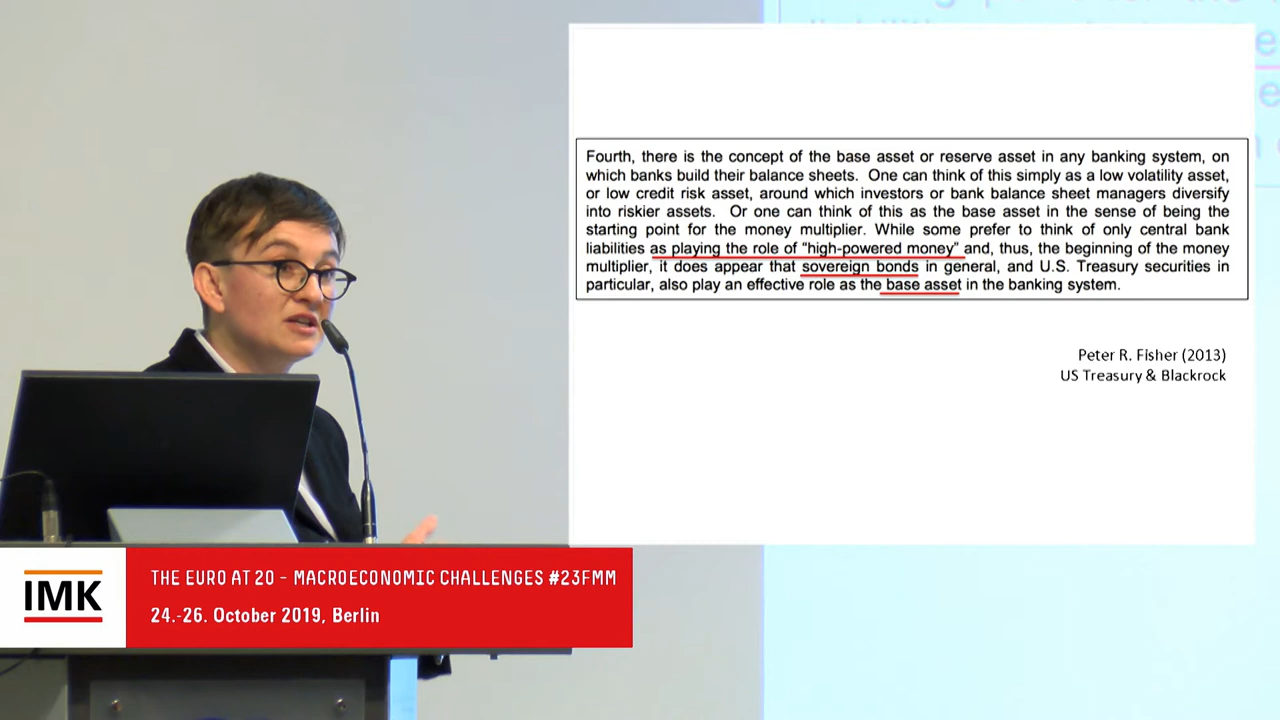 Fourth, there is the concept of the base asset or reserve asset in any banking system, on
which banks build their balance sheets. One can think of this simply as a low volatility asset,
or low credit risk asset, around which investors or bank balance sheet managers diversify
into riskier assets. Or one can think of this as the base asset in the sense of being the
starting point for the money multiplier. While some prefer to think of only central bank
liabilities as playing the role of “high-powered money” and, thus, the beginning of the money
multiplier, it does appear that sovereign bonds in general, and U.S. Treasury securities in
particular, also play an effective role as the base asset in the banking system.
Peter R. Fisher (2013)
US Treasury & Blackrock
IMK
THE EURO AT 20 - MACROECONOMIC CHALLENGES #23FMM
24.-26. October 2019, Berlin